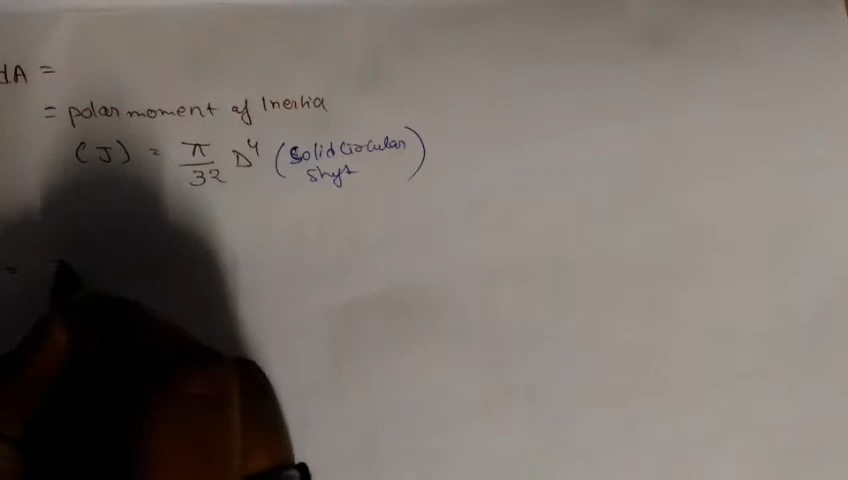 dA =
= polar moment of Inertia
(J) = π/32 D⁴ (Solid Circular
Shaft)
=